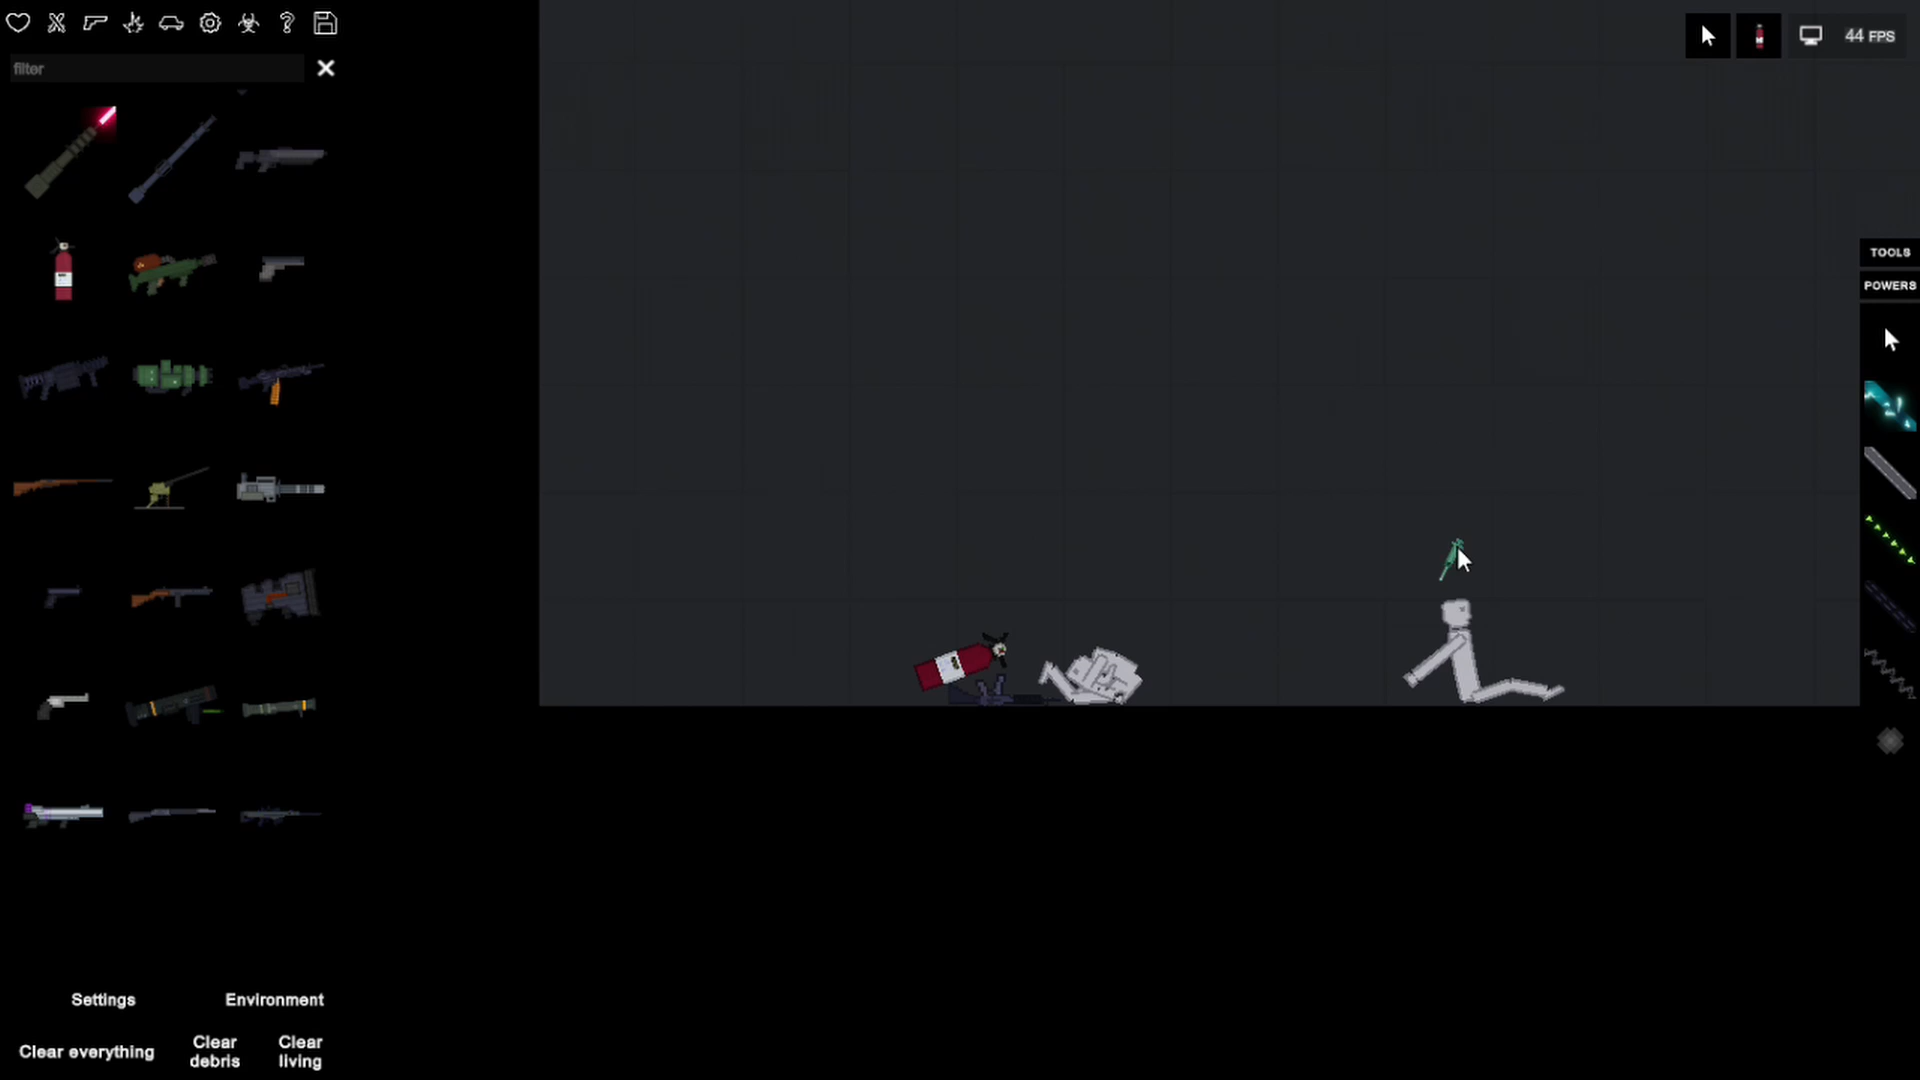 filter
44 FPS
TOOLS
POWERS
Settings
Environment
Clear everything
Clear
debris
Clear
living